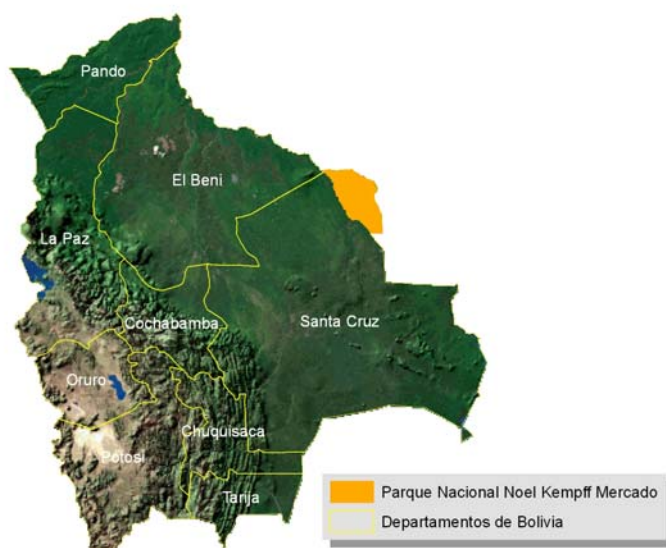 Pando
El Beni
La Paz
Cochabamba
Santa Cruz
Oruro
Chuquisaca
Potosí
Tarija
Parque Nacional Noel Kempff Mercado
Departamentos de Bolivia